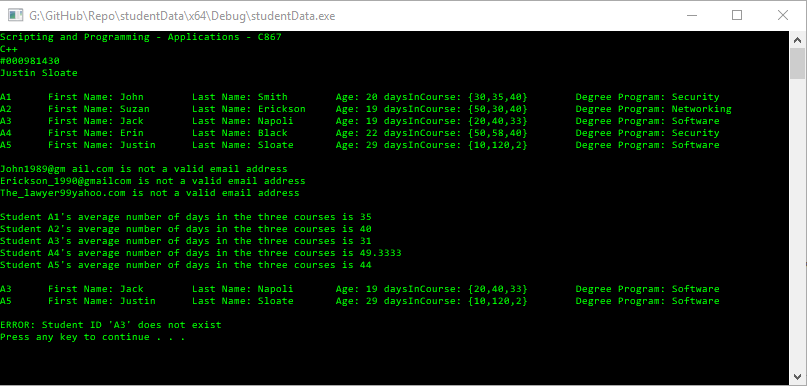 G:\GitHub\Repo\studentData\x64\Debug\studentData.exe
Scripting and Programming - Applications - C867
C++
#000981430
Justin Sloate
A1 First Name: John Last Name: Smith Age: 20 daysInCourse: {30,35,40} Degree Program: Security
A2 First Name: Suzan Last Name: Erickson Age: 19 daysInCourse: {50,30,40} Degree Program: Networking
A3 First Name: Jack Last Name: Napoli Age: 19 daysInCourse: {20,40,33} Degree Program: Software
A4 First Name: Erin Last Name: Black Age: 22 daysInCourse: {50,58,40} Degree Program: Security
A5 First Name: Justin Last Name: Sloate Age: 29 daysInCourse: {10,120,2} Degree Program: Software
John1989@gm ail.com is not a valid email address
Erickson_1990@gmailcom is not a valid email address
The_lawyer99yahoo.com is not a valid email address
Student A1's average number of days in the three courses is 35
Student A2's average number of days in the three courses is 40
Student A3's average number of days in the three courses is 31
Student A4's average number of days in the three courses is 49.3333
Student A5's average number of days in the three courses is 44
A3 First Name: Jack Last Name: Napoli Age: 19 daysInCourse: {20,40,33} Degree Program: Software
A5 First Name: Justin Last Name: Sloate Age: 29 daysInCourse: {10,120,2} Degree Program: Software
ERROR: Student ID 'A3' does not exist
Press any key to continue . . .